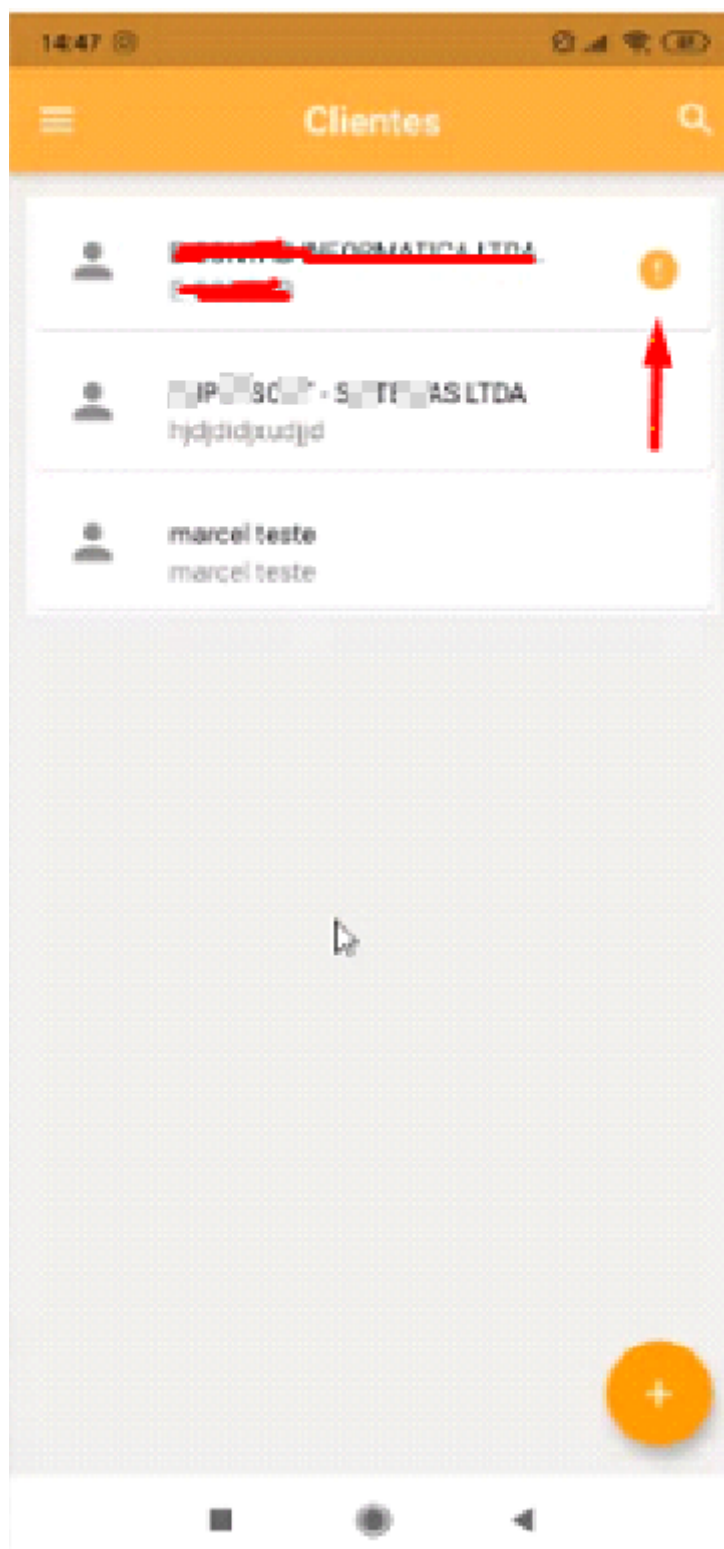 14:47
Clientes
INFORMATICA LTDA
LTDA
hjdjdidjxudjjd
marcel teste
marcel teste